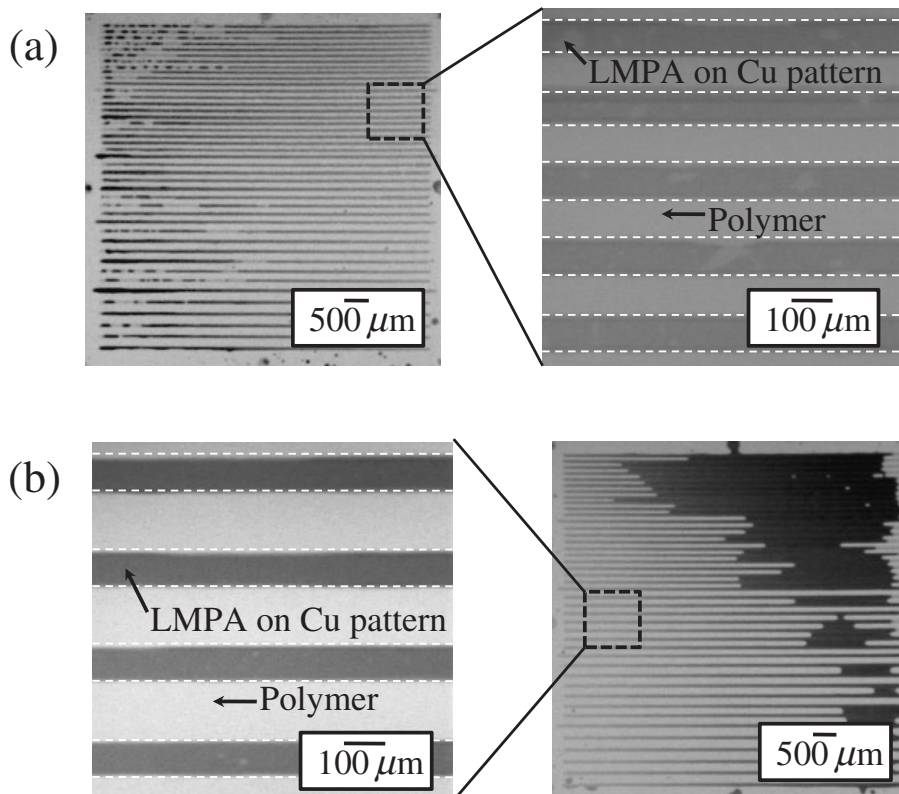 (a)
LMPA on Cu pattern
Polymer
500 μm
100 μm
(b)
LMPA on Cu pattern
Polymer
100 μm
500 μm